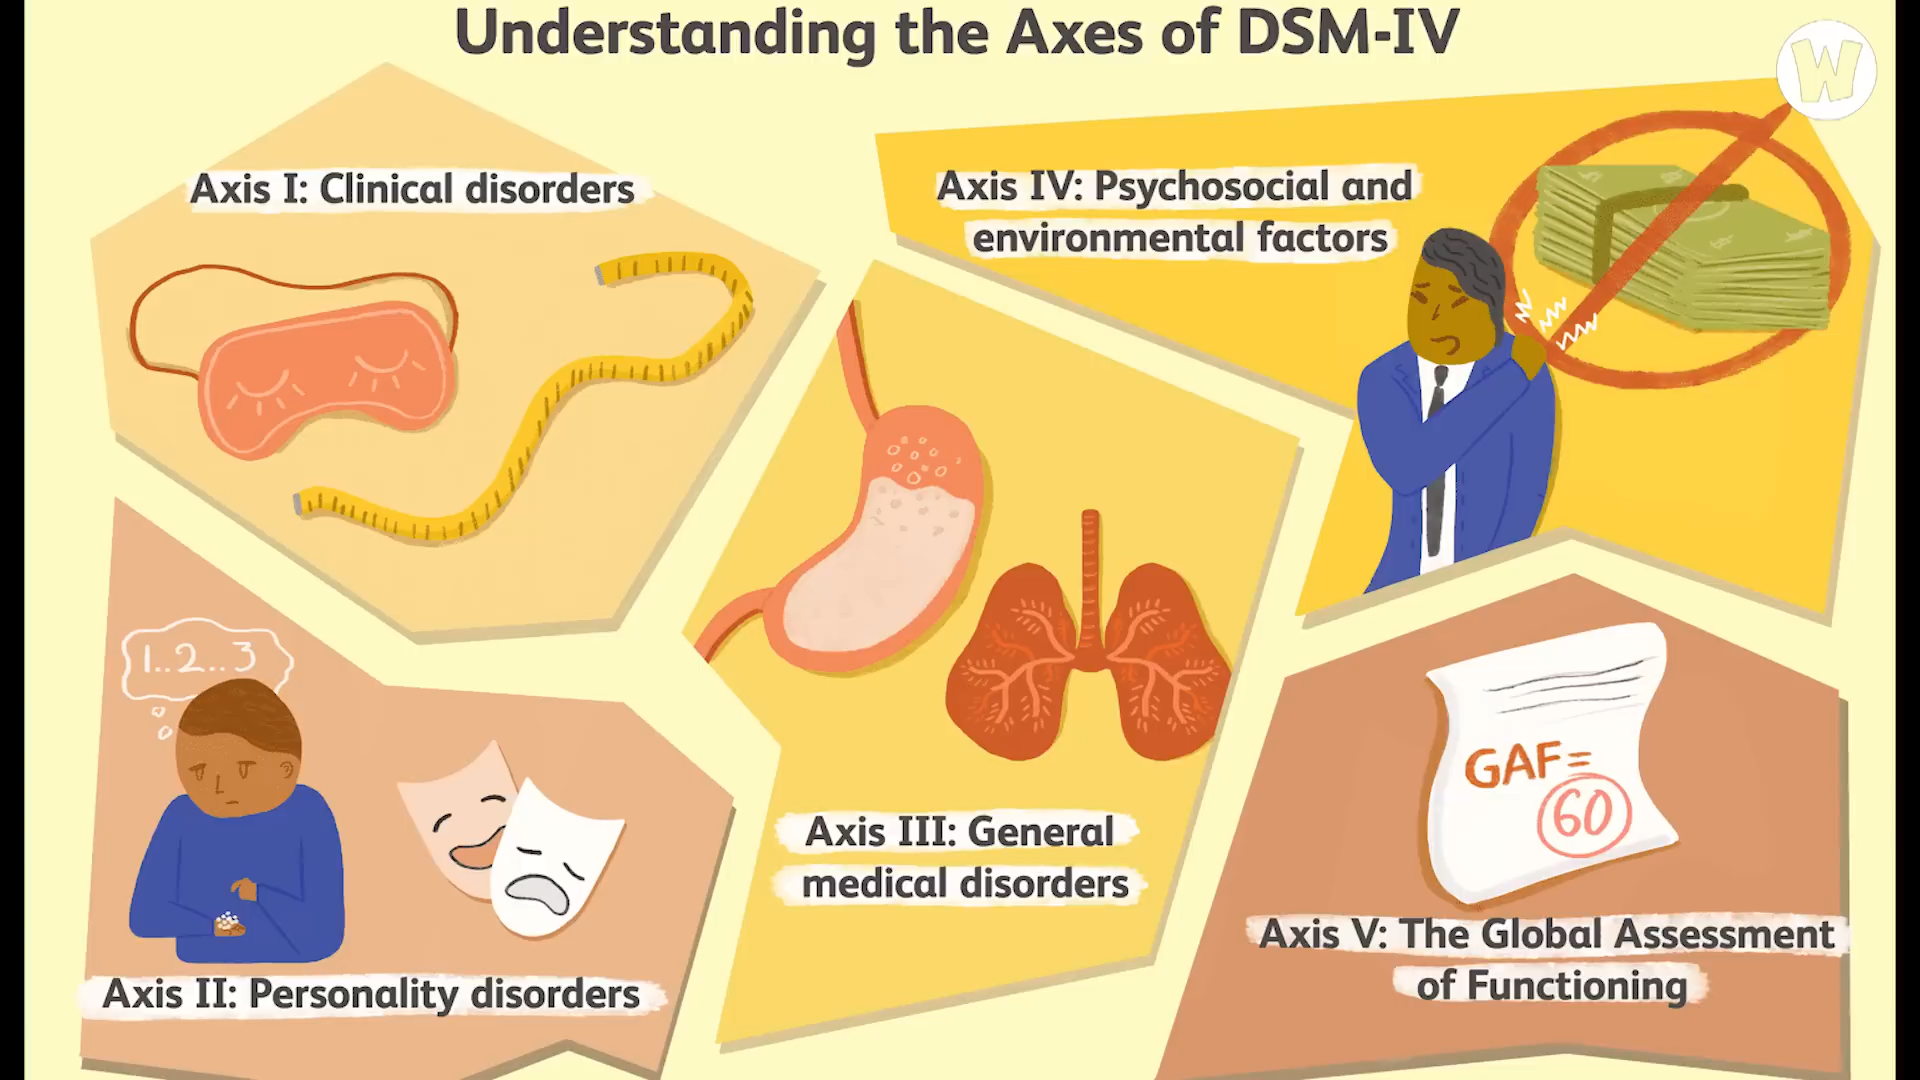 Understanding the Axes of DSM-IV
W
Axis I: Clinical disorders
Axis IV: Psychosocial and
environmental factors
1..2...3
Axis II: Personality disorders
Axis III: General
medical disorders
GAF=
60
Axis V: The Global Assessment
of Functioning